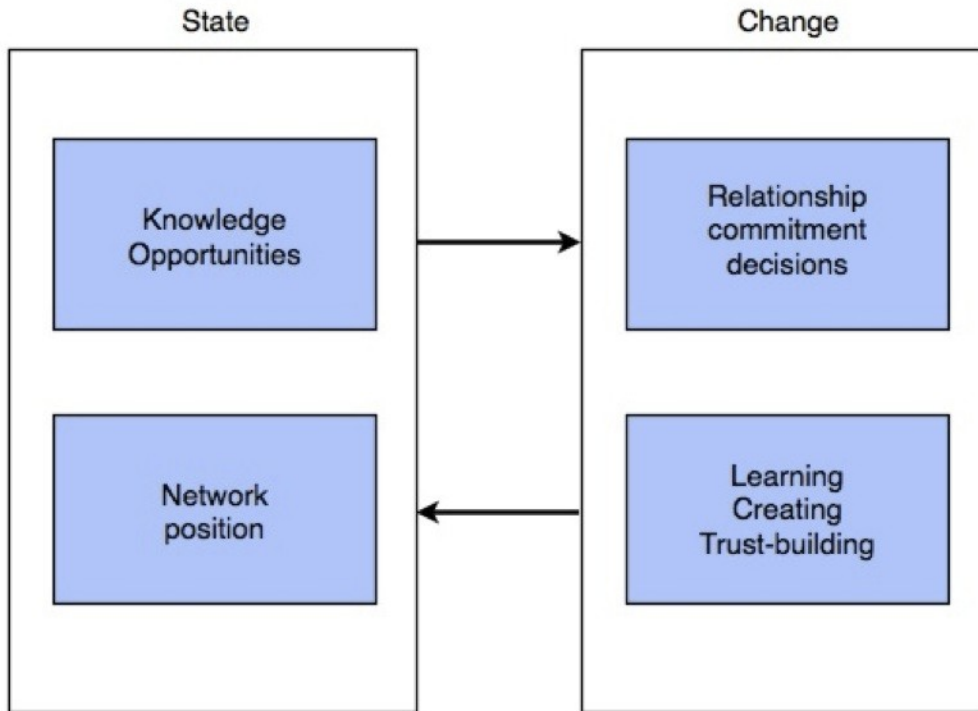 State
Change
Knowledge
Opportunities
Relationship
commitment
decisions
Network
position
Learning
Creating
Trust-building